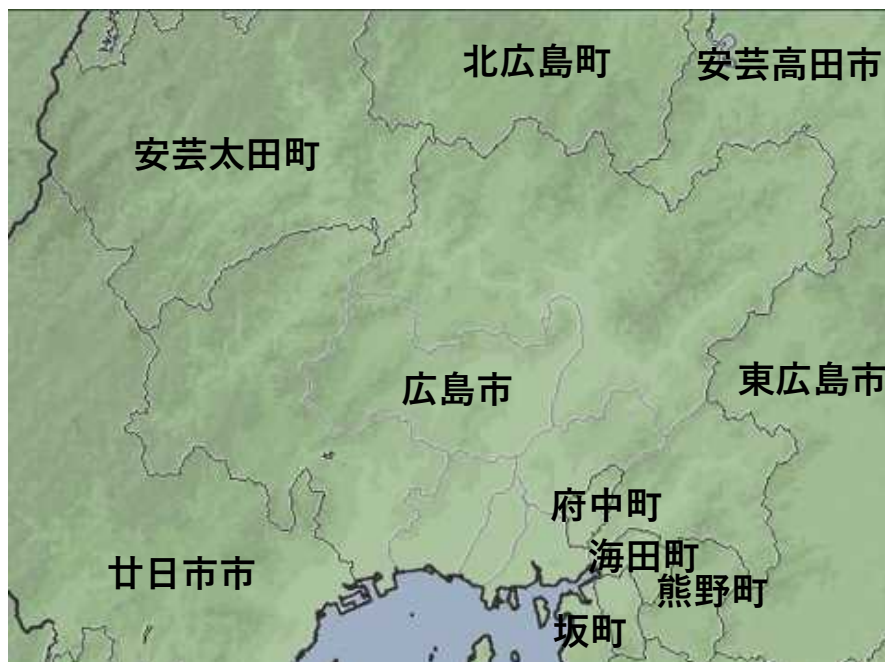 北広島町
安芸高田市
安芸太田町
広島市
東広島市
府中町
海田町
廿日市市
熊野町
坂町